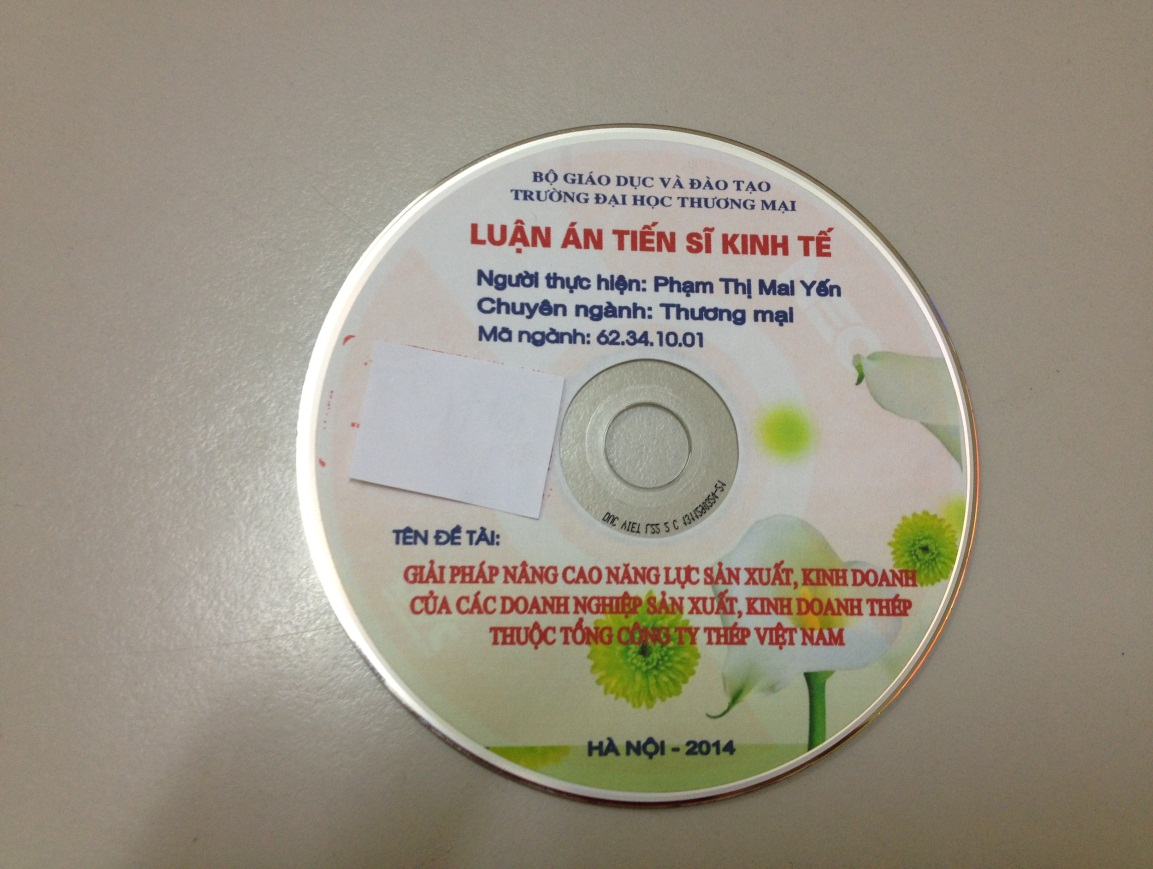 BỘ GIÁO DỤC VÀ ĐÀO TẠO
TRƯỜNG ĐẠI HỌC THƯƠNG MẠI
LUẬN ÁN TIẾN SĨ KINH TẾ
Người thực hiện: Phạm Thị Mai Yến
Chuyên ngành: Thương mại
Mã ngành: 62.34.10.01
TÊN ĐỀ TÀI:
GIẢI PHÁP NÂNG CAO NĂNG LỰC SẢN XUẤT, KINH DOANH
CỦA CÁC DOANH NGHIỆP SẢN XUẤT, KINH DOANH THÉP
THUỘC TỔNG CÔNG TY THÉP VIỆT NAM
HÀ NỘI - 2014